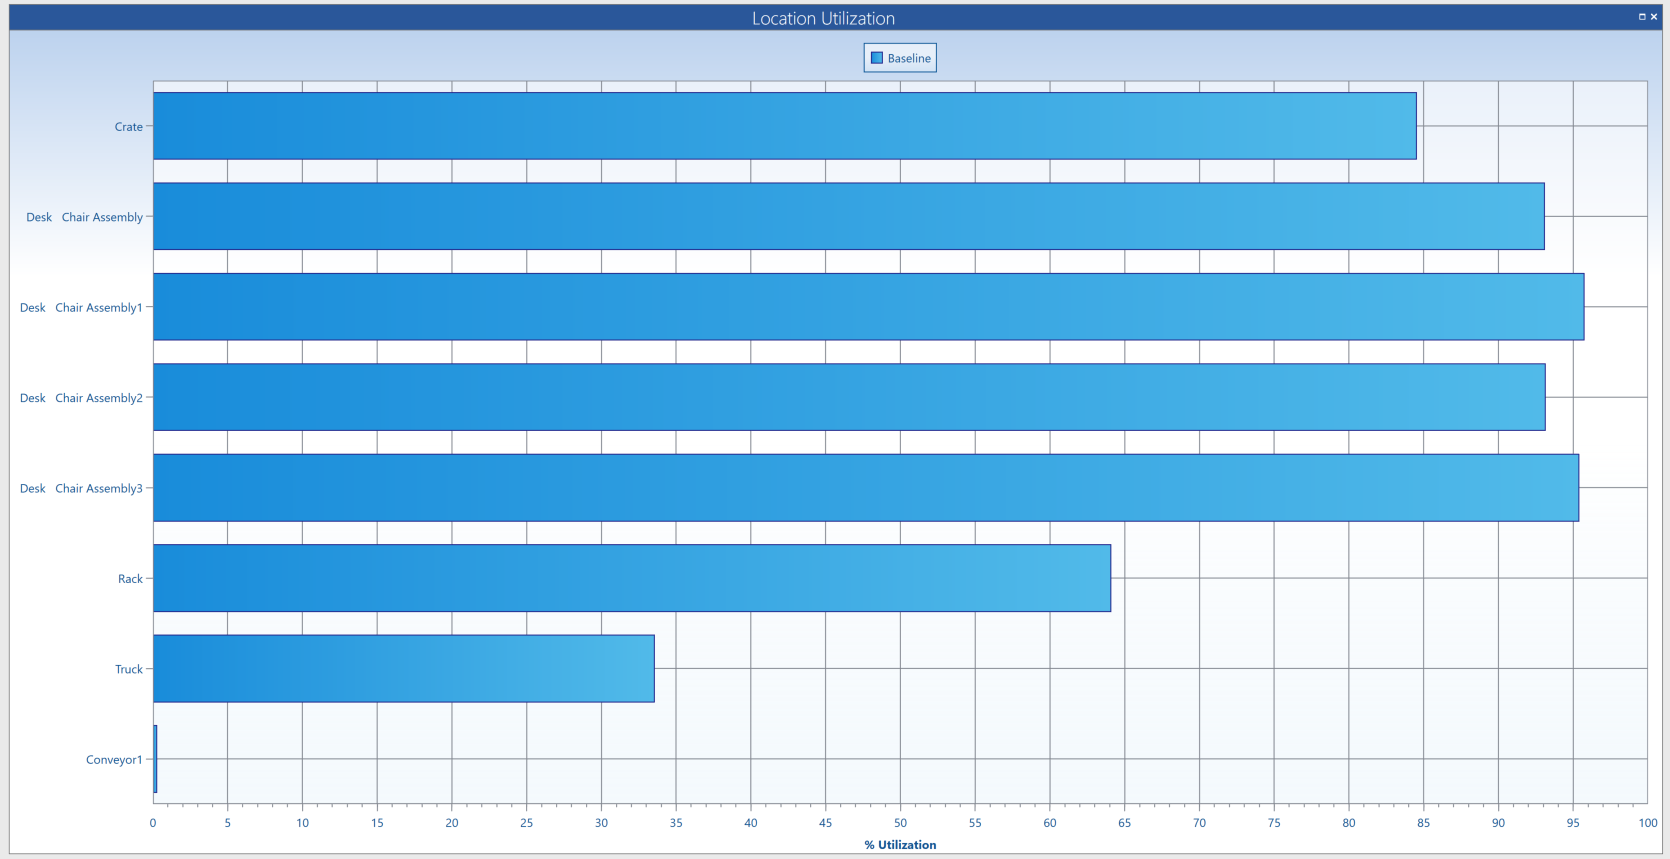 Location Utilization
Baseline
Crate
Desk   Chair Assembly
Desk   Chair Assembly1
Desk   Chair Assembly2
Desk   Chair Assembly3
Rack
Truck
Conveyor1
0 5 10 15 20 25 30 35 40 45 50 55 60 65 70 75 80 85 90 95 100
% Utilization